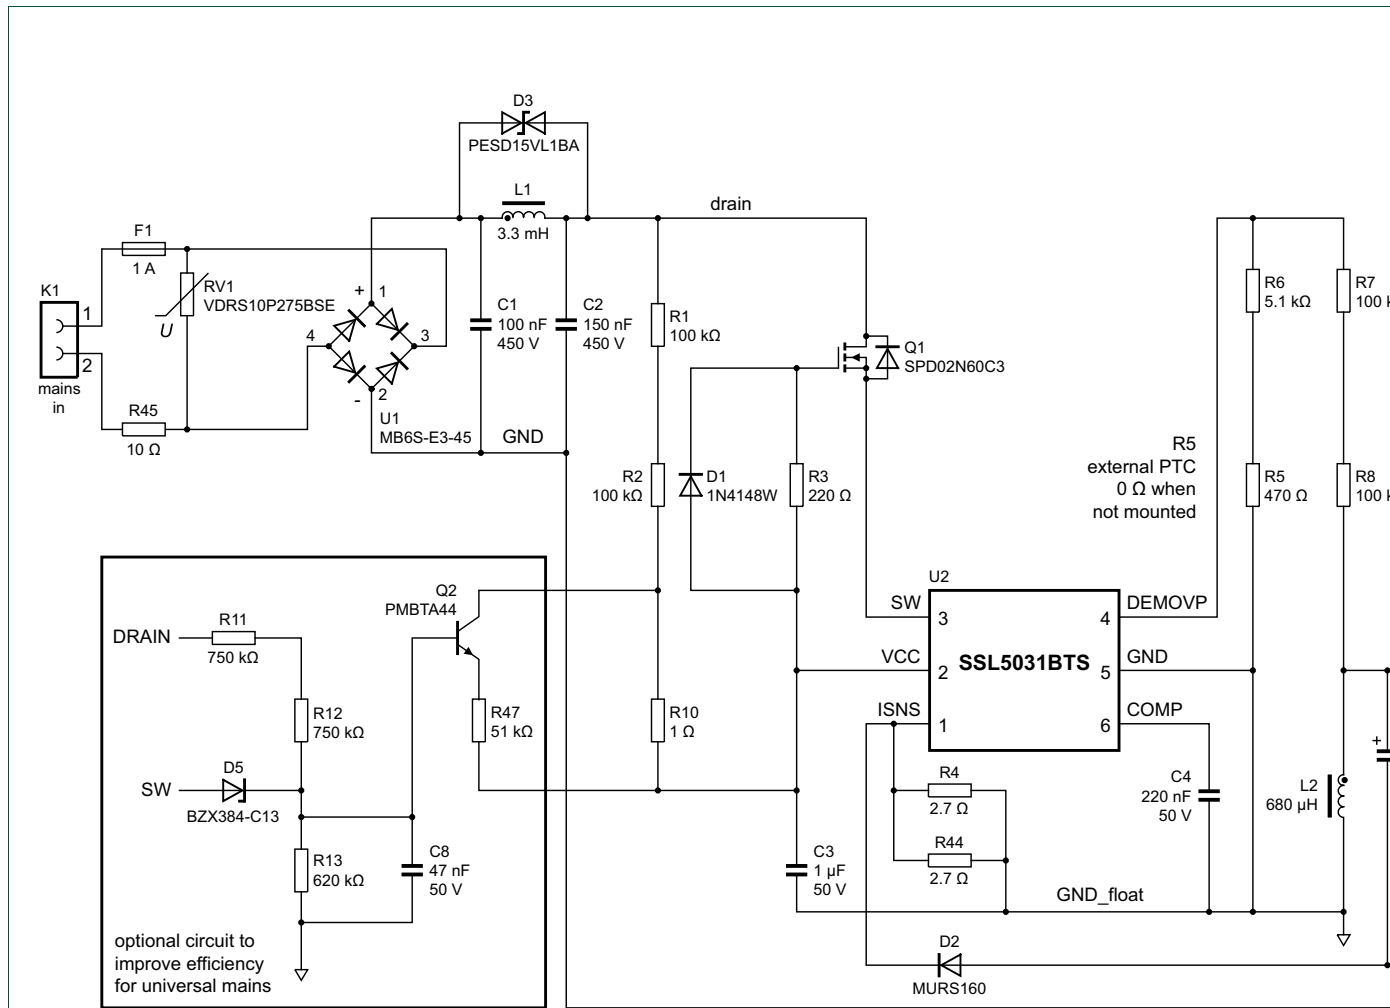 D3
PESD15VL1BA
L1
3.3 mH
drain
F1
1 A
RV1
VDRS10P275BSE
U
K1
1
2
mains
in
R45
10 Ω
+
1
4
3
2
-
U1
MB6S-E3-45
C1
100 nF
450 V
C2
150 nF
450 V
GND
R1
100 kΩ
R2
100 kΩ
D1
1N4148W
R3
220 Ω
Q1
SPD02N60C3
R6
5.1 kΩ
R7
100 k
R5
external PTC
0 Ω when
not mounted
R5
470 Ω
R8
100 k
Q2
PMBTA44
DRAIN
R11
750 kΩ
R12
750 kΩ
R47
51 kΩ
SW
D5
BZX384-C13
R13
620 kΩ
C8
47 nF
50 V
optional circuit to
improve efficiency
for universal mains
R10
1 Ω
C3
1 µF
50 V
U2
SW
3
VCC
2
ISNS
1
SSL5031BTS
4
DEMOVP
5
GND
6
COMP
R4
2.7 Ω
R44
2.7 Ω
C4
220 nF
50 V
L2
680 µH
+
GND_float
D2
MURS160